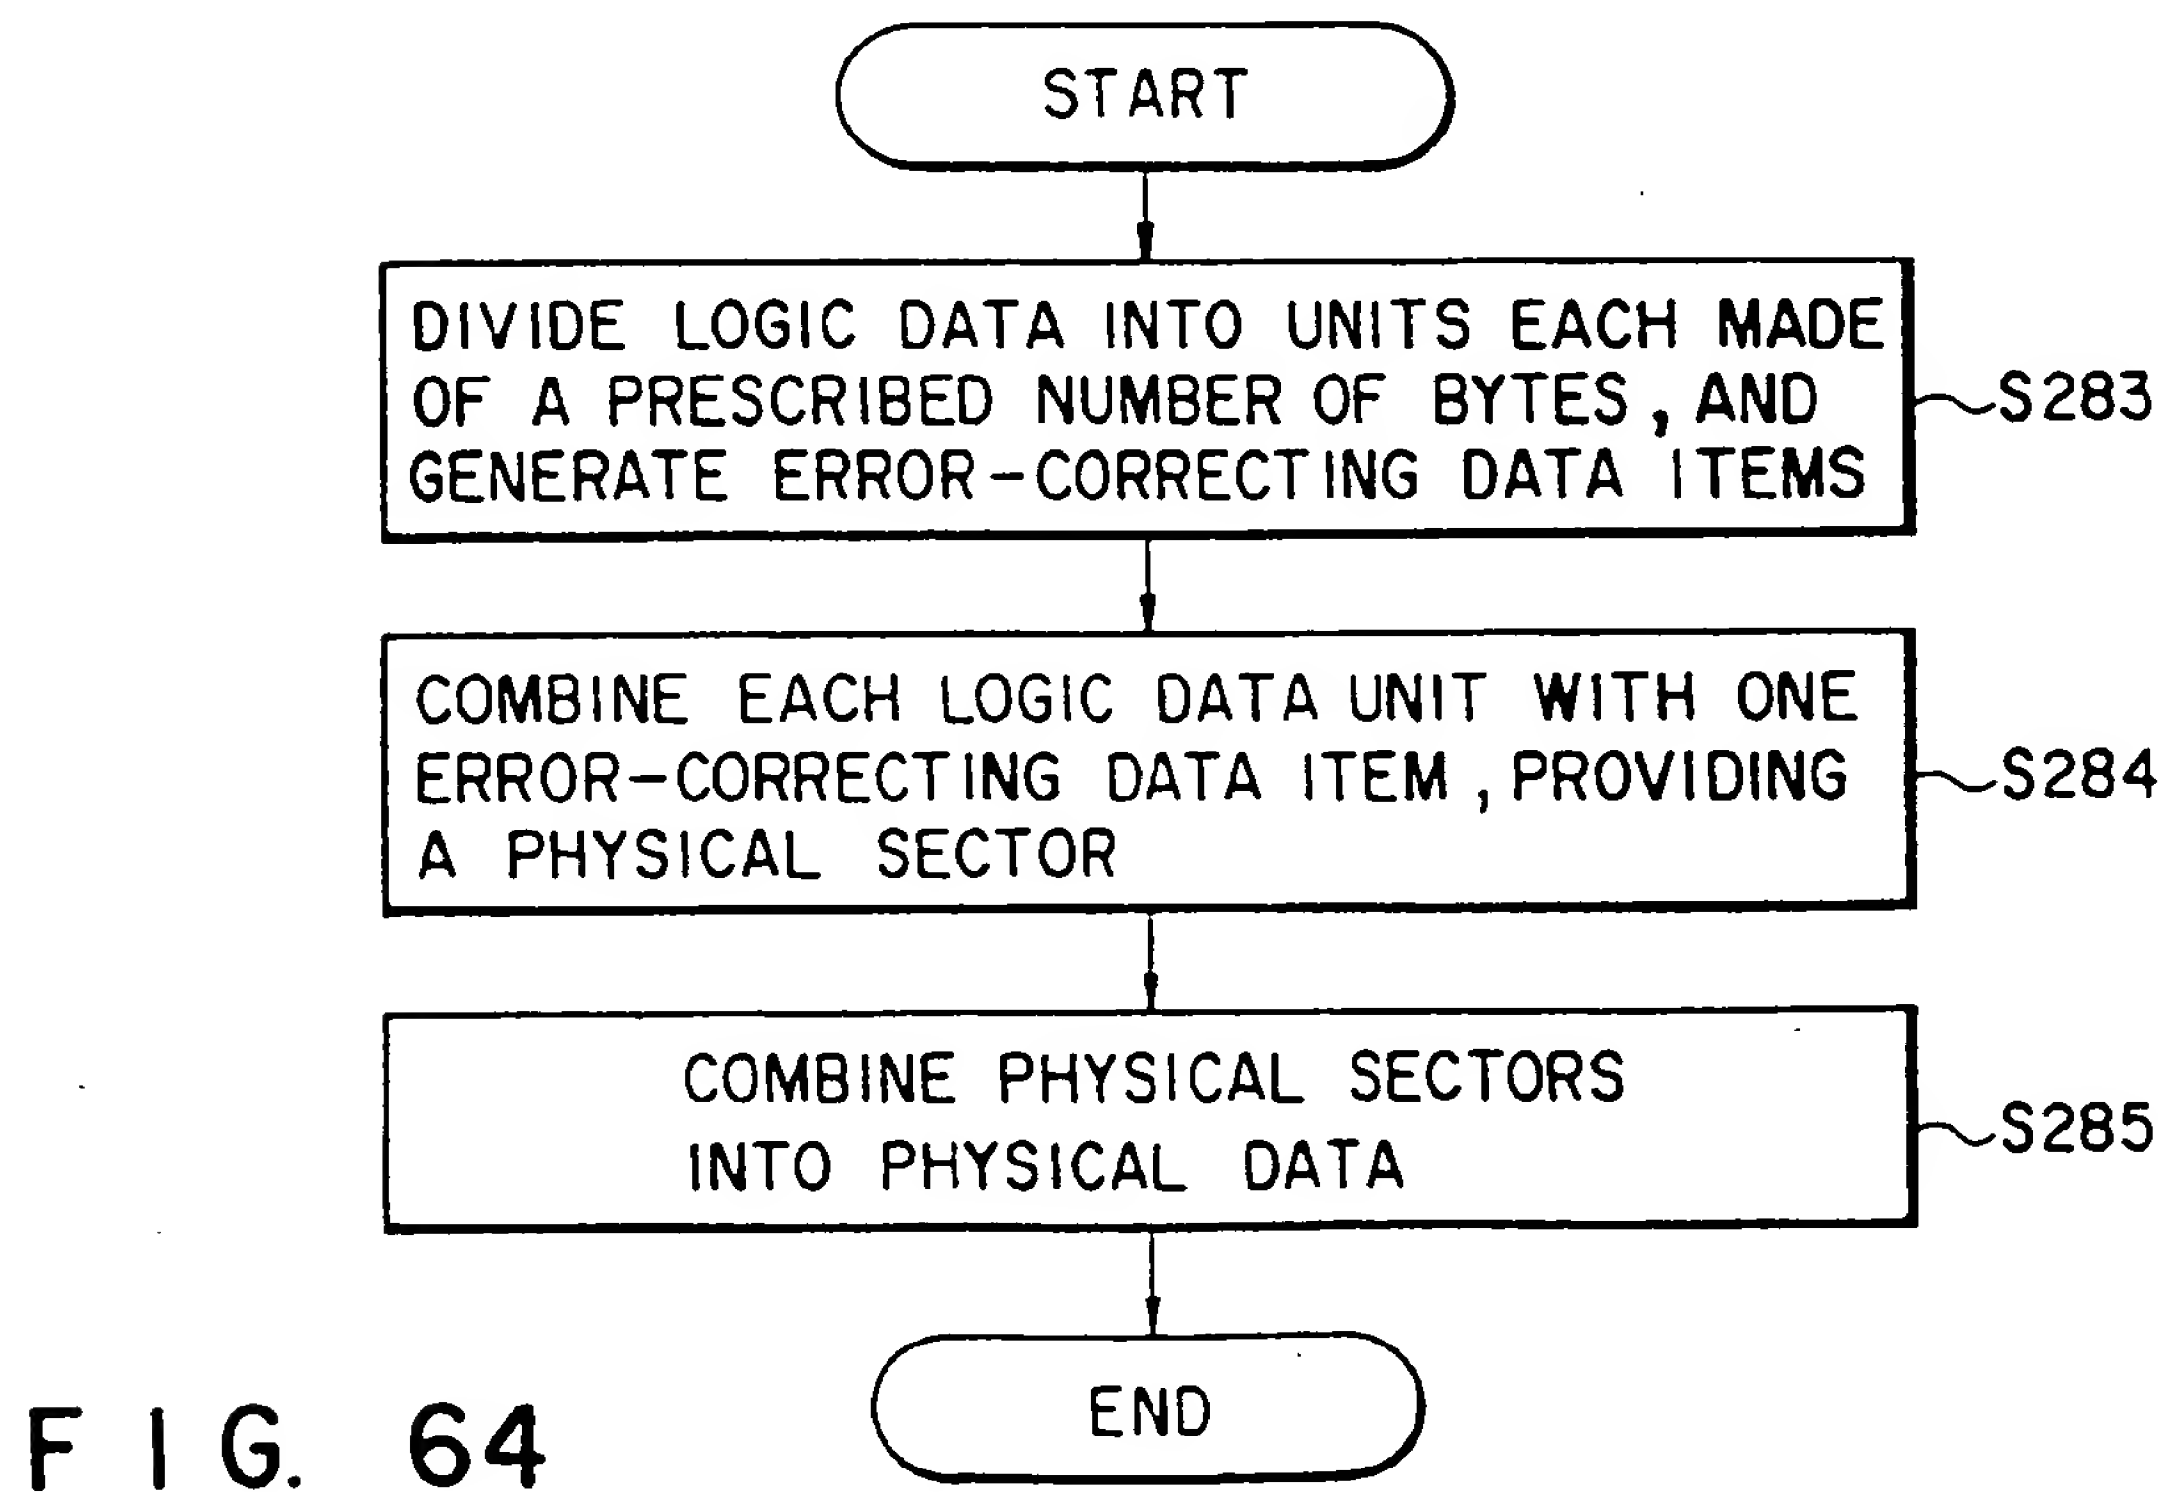 START
DIVIDE LOGIC DATA INTO UNITS EACH MADE
OF A PRESCRIBED NUMBER OF BYTES, AND
GENERATE ERROR-CORRECTING DATA ITEMS
S283
COMBINE EACH LOGIC DATA UNIT WITH ONE
ERROR-CORRECTING DATA ITEM, PROVIDING
A PHYSICAL SECTOR
S284
COMBINE PHYSICAL SECTORS
INTO PHYSICAL DATA
S285
END
FIG. 64